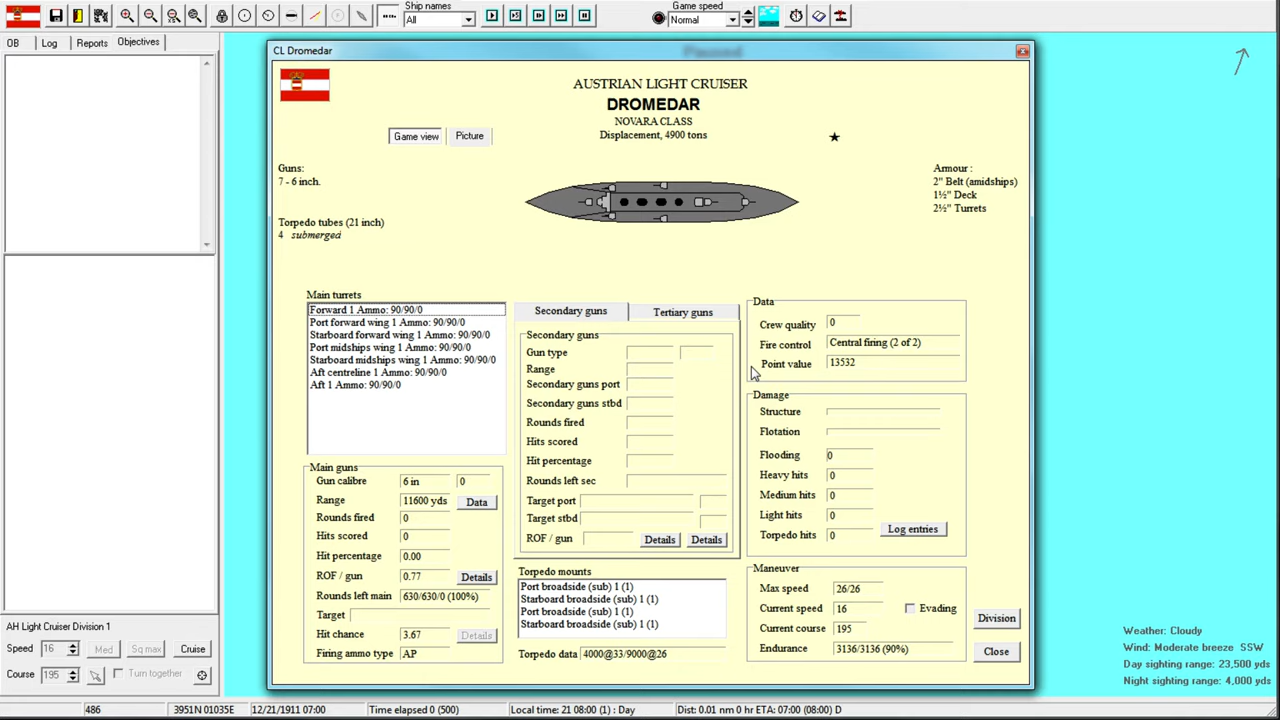 Ship names
All
Game speed
Normal
OB
Log
Reports
Objectives
CL Dromedar
Paused
AUSTRIAN LIGHT CRUISER
DROMEDAR
NOVARA CLASS
Displacement, 4900 tons
Game view
Picture
Guns:
7 - 6 inch.
Torpedo tubes (21 inch)
4 submerged
Armour :
2" Belt (amidships)
1½" Deck
2½" Turrets
Main turrets
Forward 1 Ammo: 90/90/0
Port forward wing 1 Ammo: 90/90/0
Starboard forward wing 1 Ammo: 90/90/0
Port midships wing 1 Ammo: 90/90/0
Starboard midships wing 1 Ammo: 90/90/0
Aft centreline 1 Ammo: 90/90/0
Aft 1 Ammo: 90/90/0
Main guns
Gun calibre 6 in 0
Range 11600 yds Data
Rounds fired 0
Hits scored 0
Hit percentage 0.00
ROF / gun 0.77 Details
Rounds left main 630/630/0 (100%)
Target
Hit chance 3.67 Details
Firing ammo type AP
Secondary guns
Tertiary guns
Secondary guns
Gun type
Range
Secondary guns port
Secondary guns stbd
Rounds fired
Hits scored
Hit percentage
Rounds left sec
Target port
Target stbd
ROF / gun Details Details
Torpedo mounts
Port broadside (sub) 1 (1)
Starboard broadside (sub) 1 (1)
Port broadside (sub) 1 (1)
Starboard broadside (sub) 1 (1)
Torpedo data 4000@33/9000@26
Data
Crew quality 0
Fire control Central firing (2 of 2)
Point value 13532
Damage
Structure
Flotation
Flooding 0
Heavy hits 0
Medium hits 0
Light hits 0
Torpedo hits 0
Log entries
Maneuver
Max speed 26/26
Current speed 16
Evading
Current course 195
Endurance 3136/3136 (90%)
Division
Close
AH Light Cruiser Division 1
Speed 16 Med Sq max Cruise
Course 195 Turn together
Weather: Cloudy
Wind: Moderate breeze SSW
Day sighting range: 23,500 yds
Night sighting range: 4,000 yds
486
3951N 01035E
12/21/1911 07:00
Time elapsed 0 (500)
Local time: 21 08:00 (1) : Day
Dist: 0.01 nm 0 hr ETA: 07:00 (08:00) D